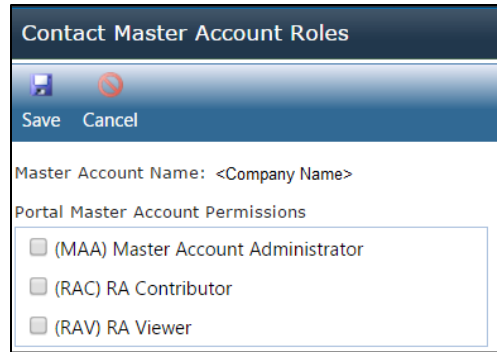 Contact Master Account Roles
Save Cancel
Master Account Name: <Company Name>
Portal Master Account Permissions
(MAA) Master Account Administrator
(RAC) RA Contributor
(RAV) RA Viewer